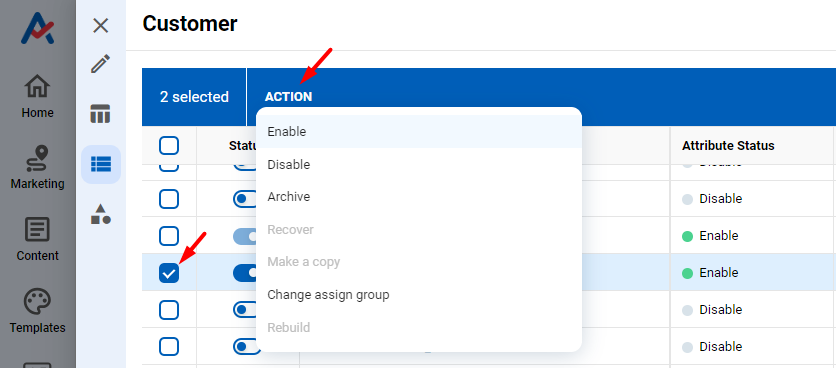 Customer
2 selected
ACTION
Home
Marketing
Content
Templates
Enable
Disable
Archive
Recover
Make a copy
Change assign group
Rebuild
Statu
Attribute Status
Disable
Disable
Enable
Enable
Disable
Disable